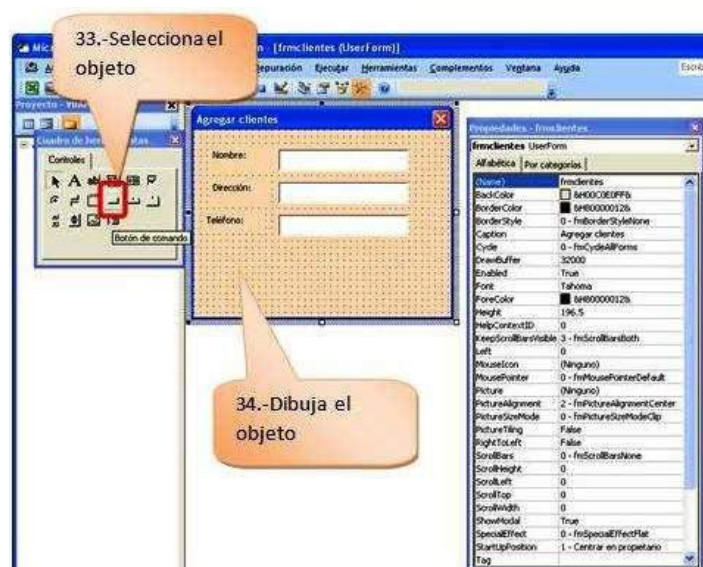 33.-Selecciona el
objeto
Mic
n - [frmclientes (UserForm)]
Depuración Ejecutar Herramientas Complementos Ventana Ayuda
Escrib
Proyecto - VBA
Cuadro de herramientas
Controles
Botón de comando
Agregar clientes
Nombre:
Dirección:
Teléfono:
34.-Dibuja el
objeto
Propiedades - frmclientes
frmclientes UserForm
Alfabética Por categorías
(Name) frmclientes
BackColor &H00C0E0FF&
BorderColor &H80000012&
BorderStyle 0 - fmBorderStyleNone
Caption Agregar clientes
Cycle 0 - fmCycleAllForms
DrawBuffer 32000
Enabled True
Font Tahoma
ForeColor &H80000012&
Height 196.5
HelpContextID 0
KeepScrollBarsVisible 3 - fmScrollBarsBoth
Left 0
MouseIcon (Ninguno)
MousePointer 0 - fmMousePointerDefault
Picture (Ninguno)
PictureAlignment 2 - fmPictureAlignmentCenter
PictureSizeMode 0 - fmPictureSizeModeClip
PictureTiling False
RightToLeft False
ScrollBars 0 - fmScrollBarsNone
ScrollHeight 0
ScrollLeft 0
ScrollTop 0
ScrollWidth 0
ShowModal True
SpecialEffect 0 - fmSpecialEffectFlat
StartUpPosition 1 - Centrar en propietario
Tag